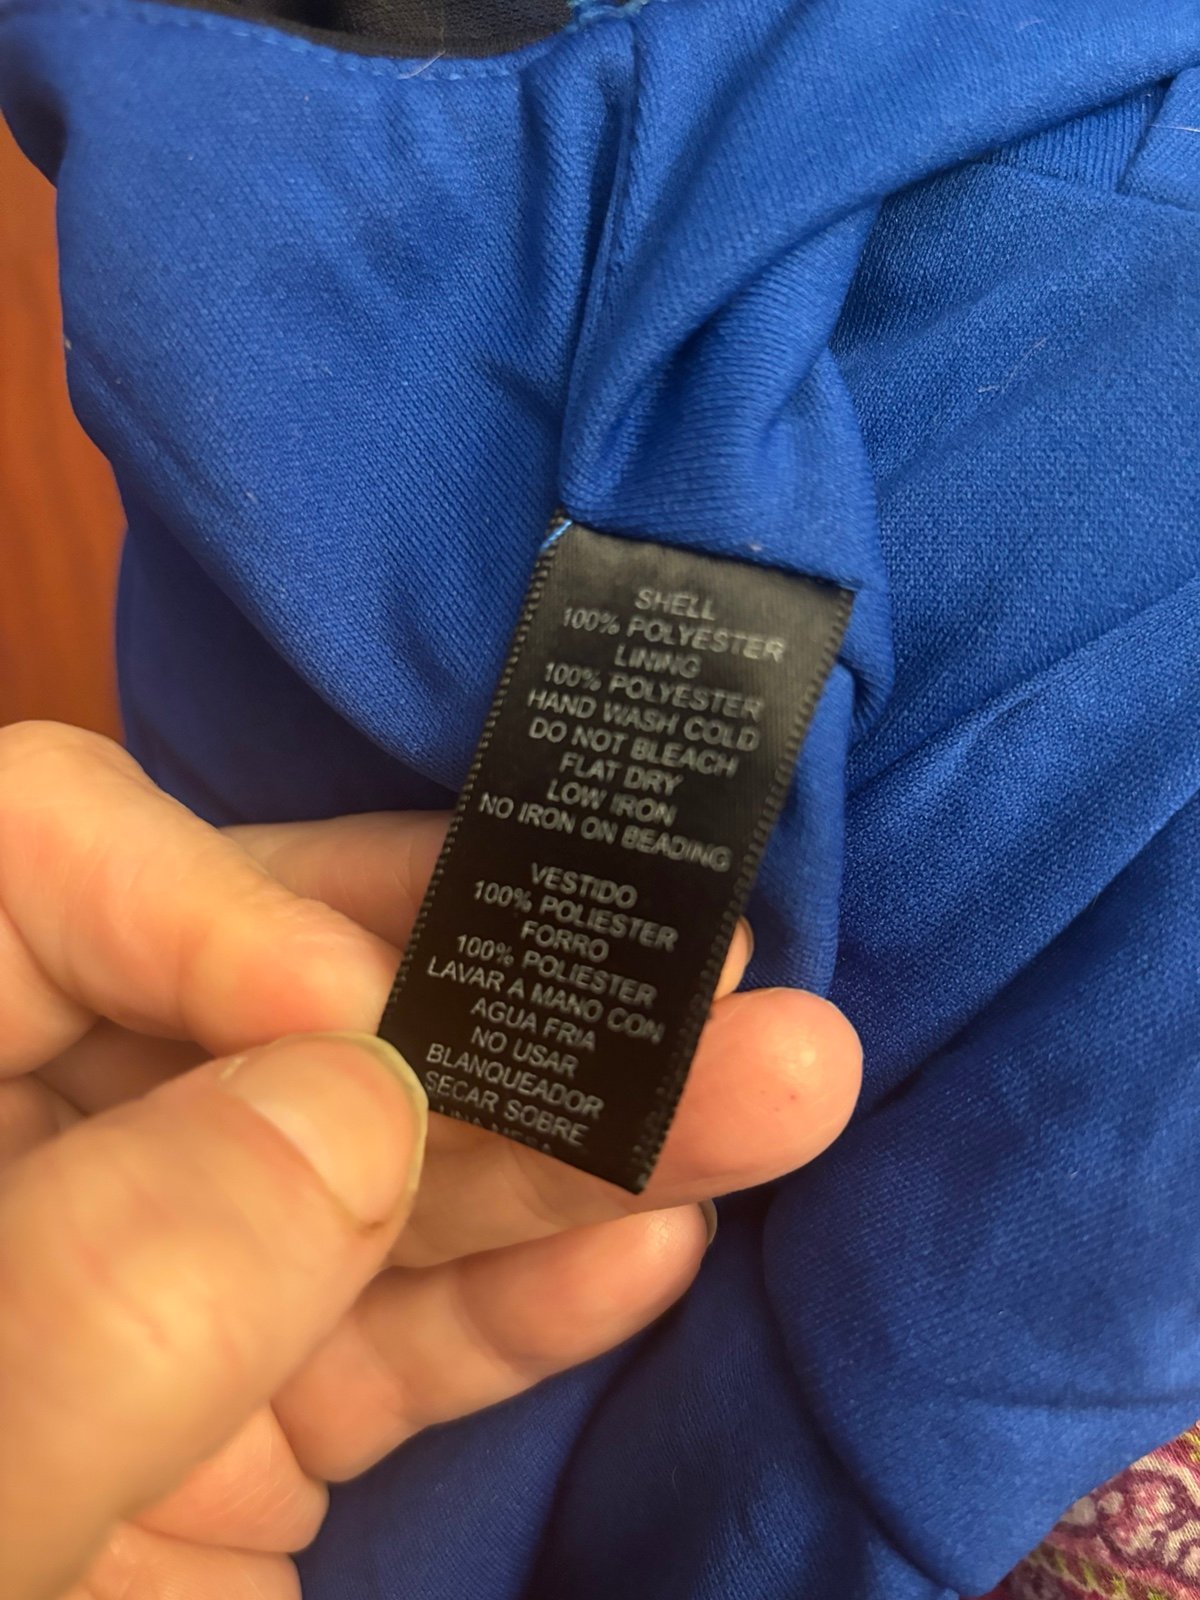 SHELL
100% POLYESTER
LINING
100% POLYESTER
HAND WASH COLD
DO NOT BLEACH
FLAT DRY
LOW IRON
NO IRON ON BEADING
VESTIDO
100% POLIESTER
FORRO
100% POLIESTER
LAVAR A MANO CON
AGUA FRIA
NO USAR
BLANQUEADOR
SECAR SOBRE